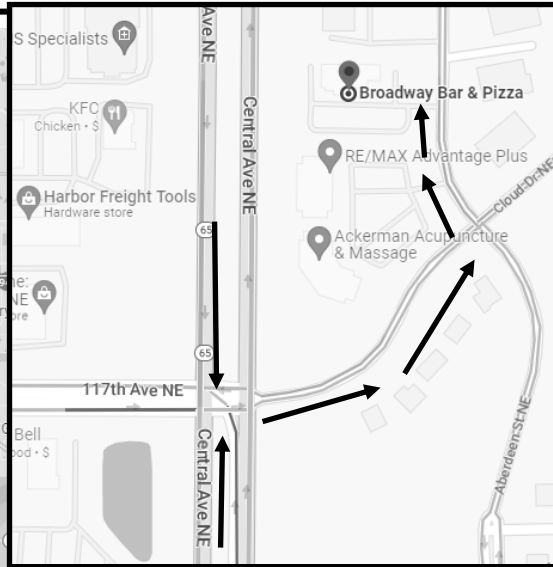 S Specialists
Ave NE
Broadway Bar & Pizza
KFC
Chicken • $
Central Ave NE
RE/MAX Advantage Plus
Harbor Freight Tools
Hardware store
Cloud Dr NE
65
Ackerman Acupuncture
& Massage
ne:
NE
ore
65
117th Ave NE
Bell
ood • $
Central Ave NE
Aberdeen St NE